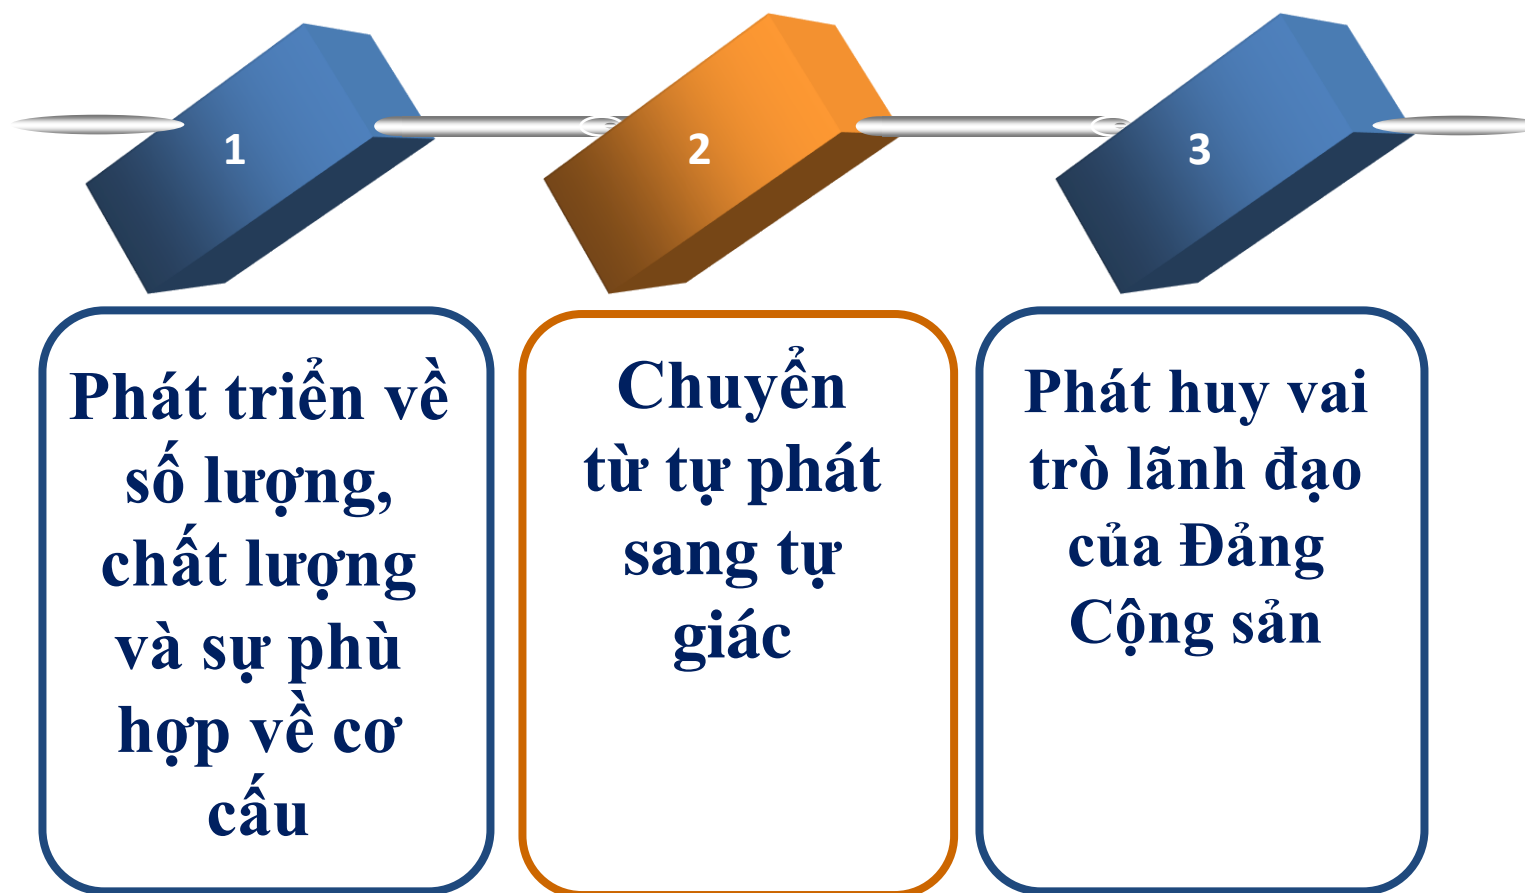 1
2
3
Phát triển về
số lượng,
chất lượng
và sự phù
hợp về cơ
cấu
Chuyển
từ tự phát
sang tự
giác
Phát huy vai
trò lãnh đạo
của Đảng
Cộng sản